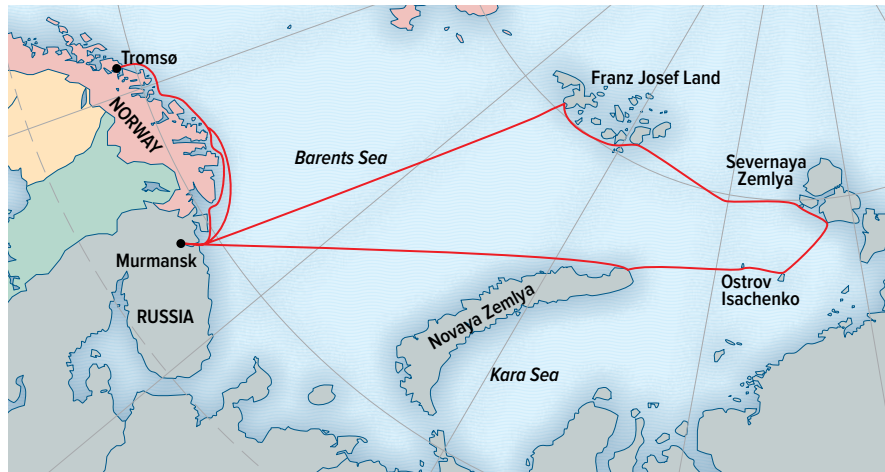 Tromsø
NORWAY
Franz Josef Land
Barents Sea
Severnaya
Zemlya
Murmansk
RUSSIA
Novaya Zemlya
Ostrov
Isachenko
Kara Sea